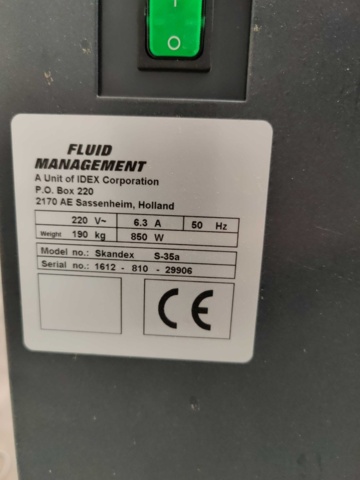 I
O
FLUID
MANAGEMENT
A Unit of IDEX Corporation
P.O. Box 220
2170 AE Sassenheim, Holland
220 V~ 6.3 A 50 Hz
Weight 190 kg 850 W
Model no.: Skandex S-35a
Serial no.: 1612 - 810 - 29906
CE